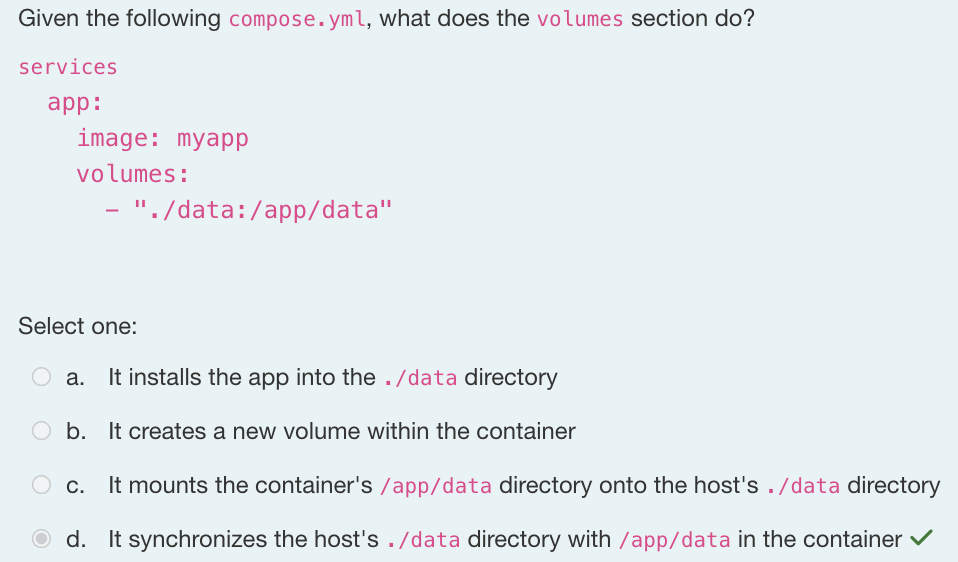 Given the following compose.yml, what does the volumes section do?
services
app:
image: myapp
volumes:
- "./data:/app/data"
Select one:
a. It installs the app into the ./data directory
b. It creates a new volume within the container
c. It mounts the container's /app/data directory onto the host's ./data directory
d. It synchronizes the host's ./data directory with /app/data in the container